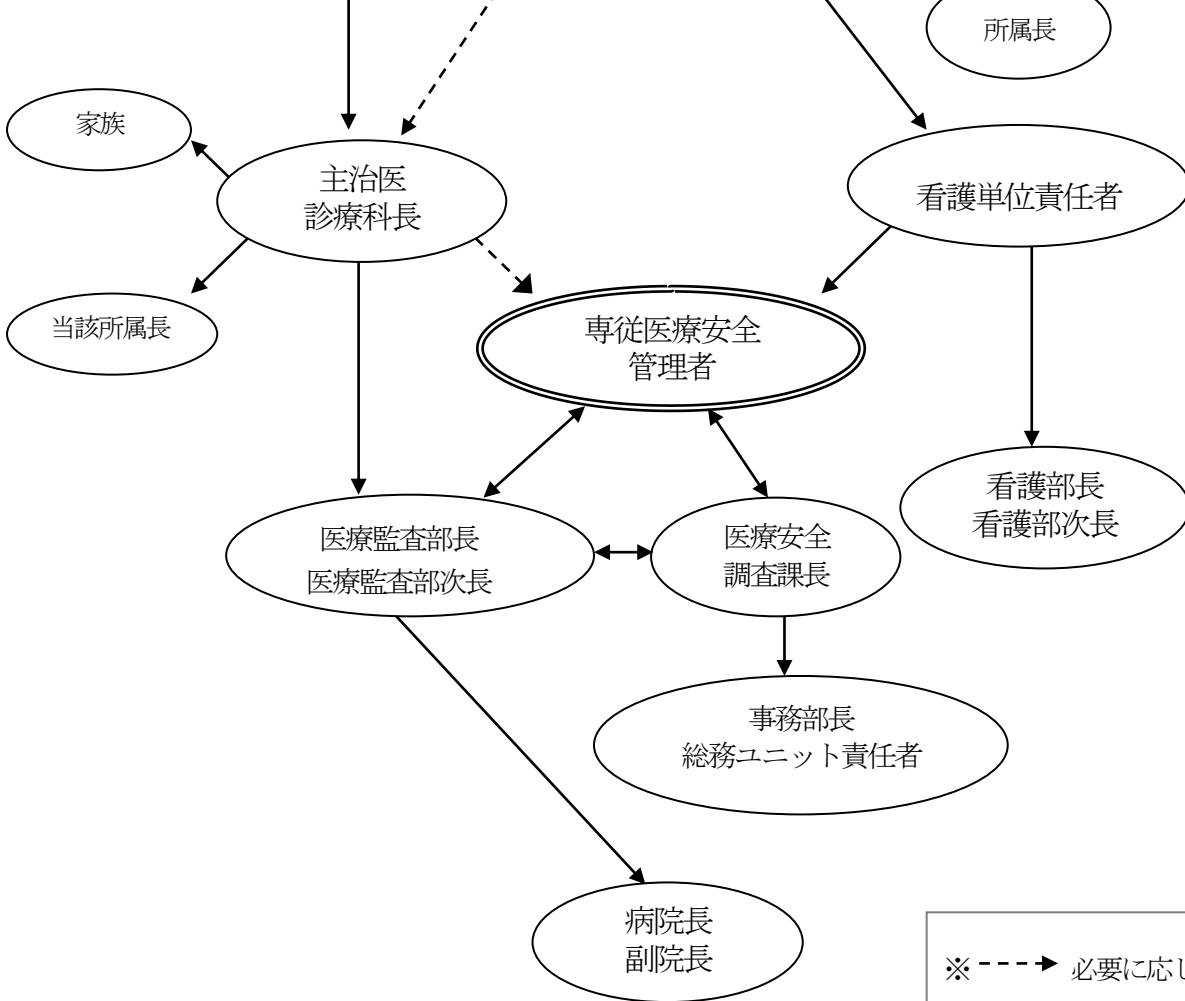 所属長
家族
主治医
診療科長
看護単位責任者
当該所属長
専従医療安全
管理者
看護部長
看護部次長
医療監査部長
医療監査部次長
医療安全
調査課長
事務部長
総務ユニット責任者
病院長
副院長
※ 必要に応じ